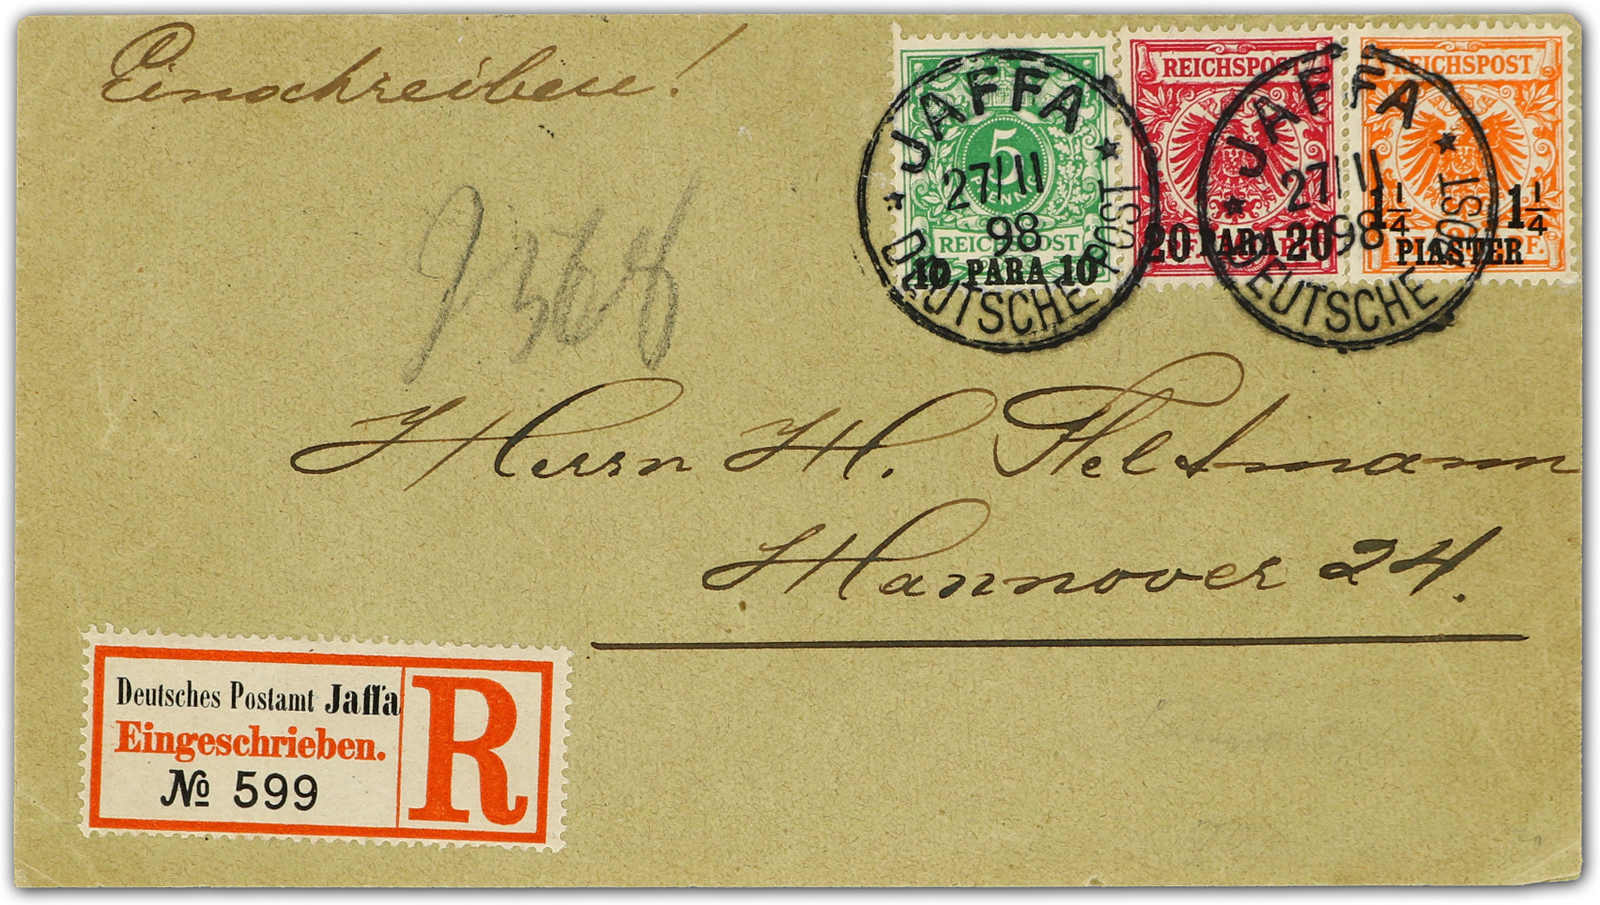 Einschreiben!
5
REICHSPOST
10 PARA 10
REICHSPOST
20 PARA 20
REICHSPOST
1 1/4 1 1/4
PIASTER
JAFFA
27/11
98
DEUTSCHE POST
JAFFA
27/11
98
DEUTSCHE POST
Herrn H. Feltmann
Hannover 24.
Deutsches Postamt Jaffa
Eingeschrieben.
№ 599
R